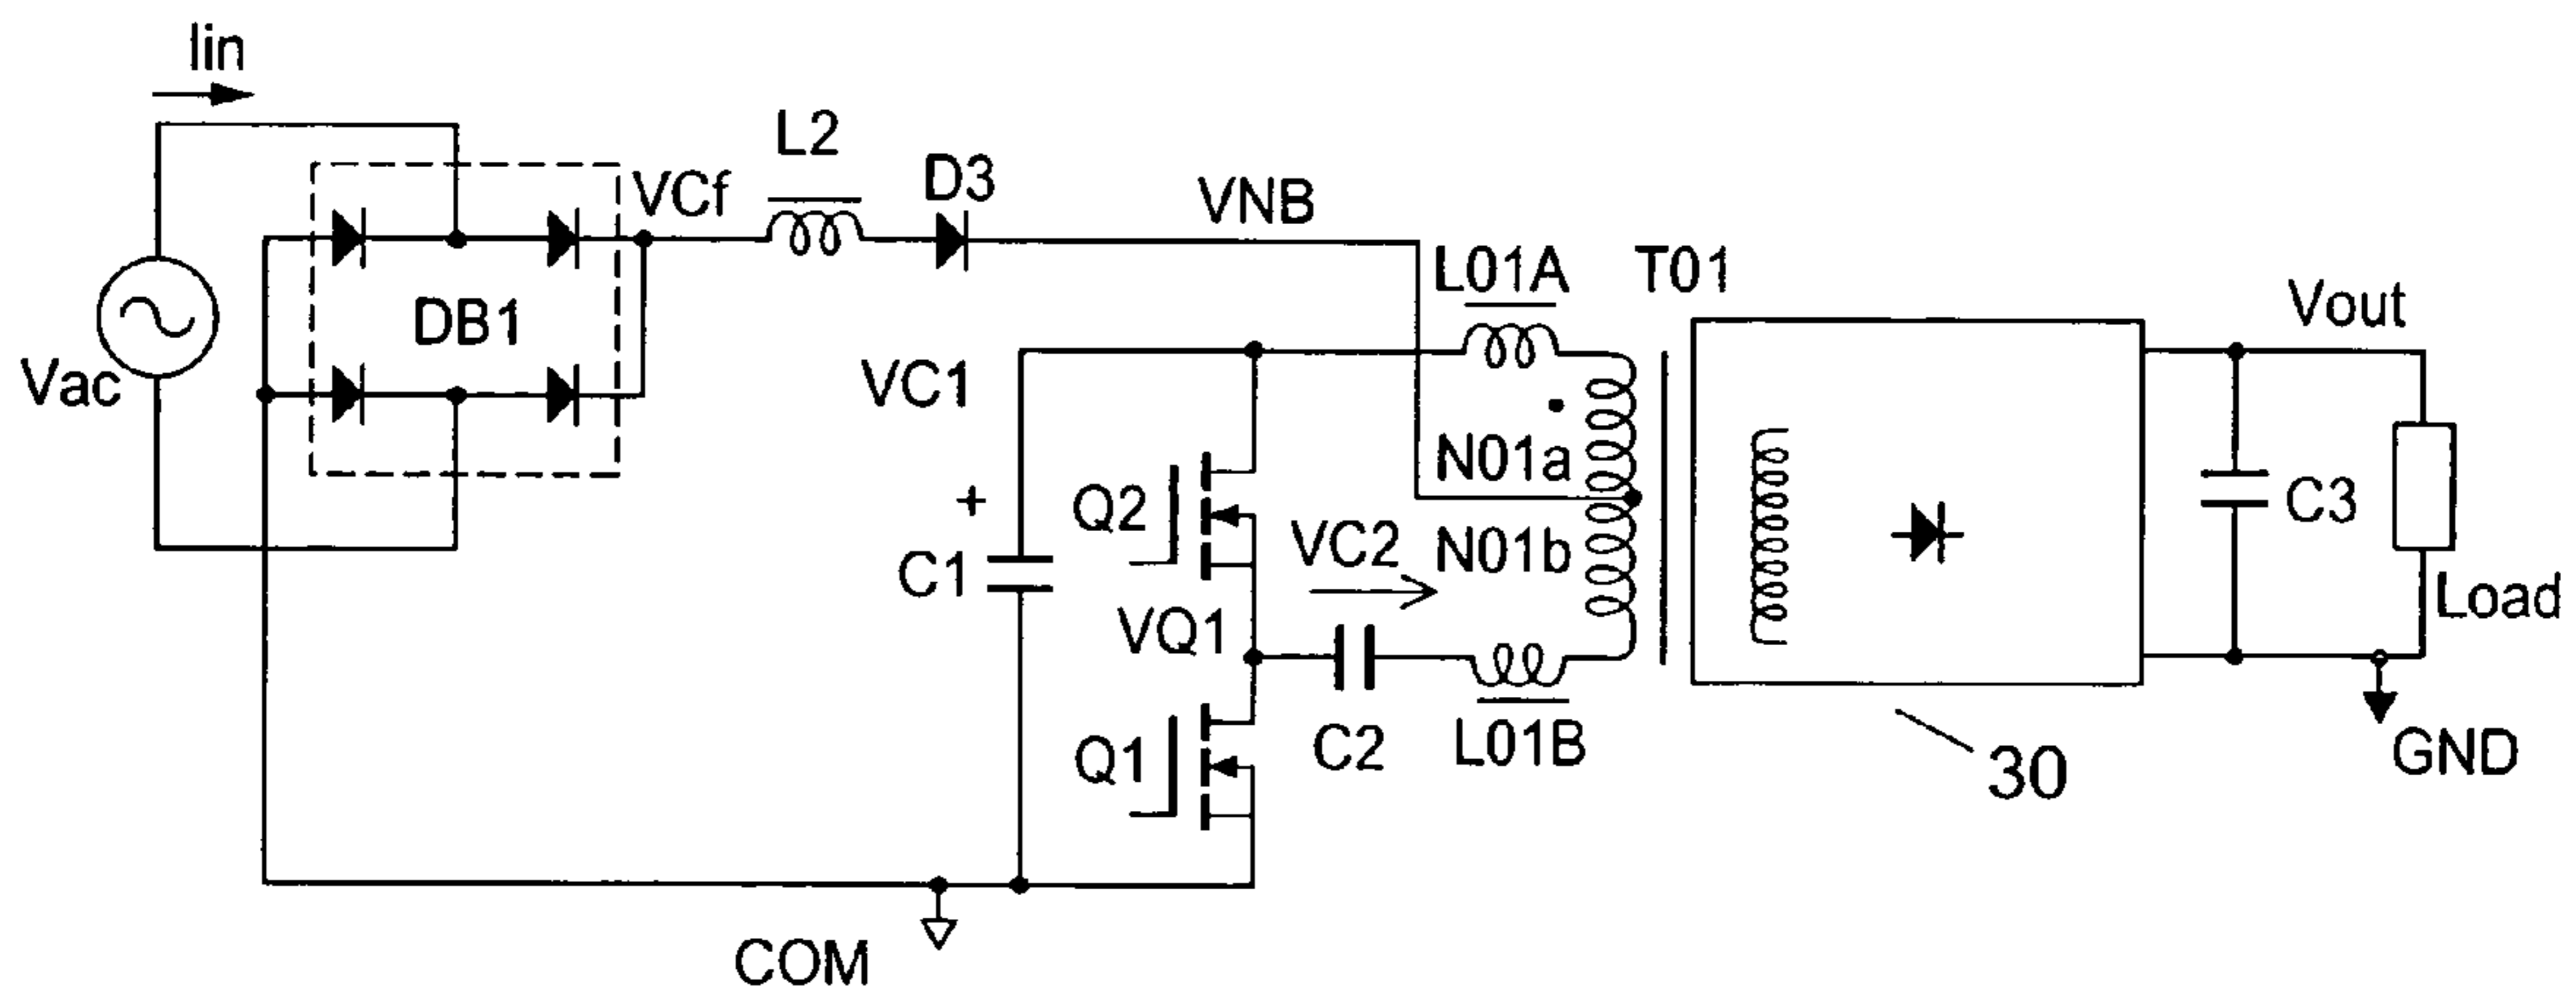 Iin
L2
D3
VCf
VNB
L01A
T01
Vout
DB1
Vac
VC1
N01a
+
Q2
C3
VC2
N01b
C1
VQ1
Load
Q1
C2
L01B
GND
30
COM